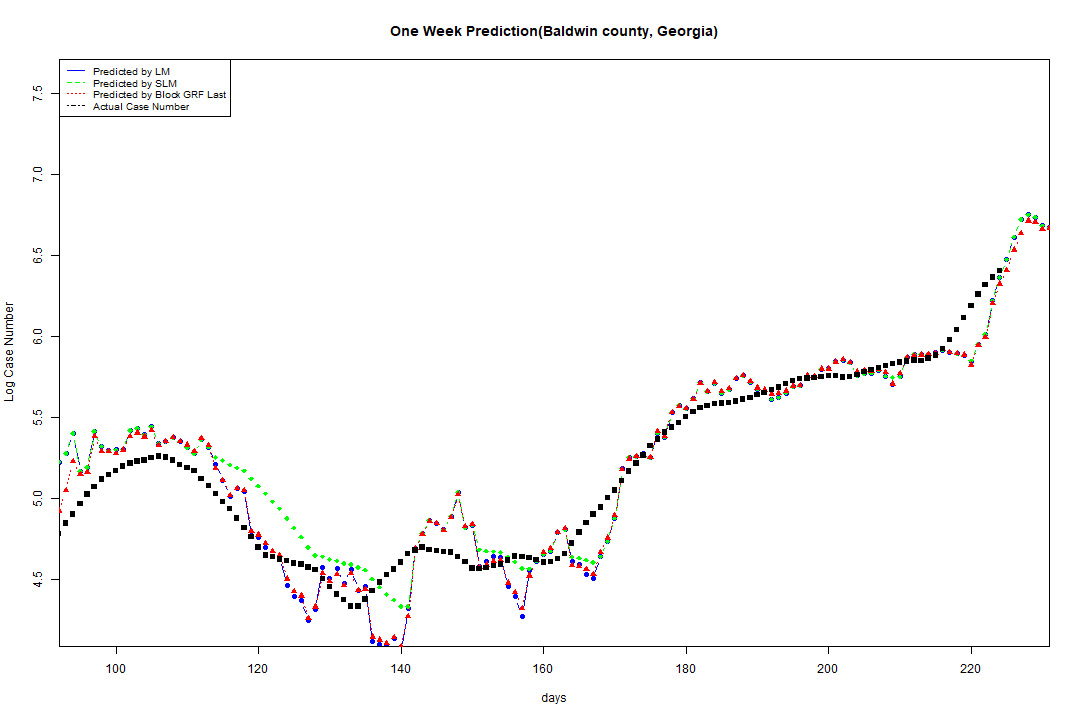 One Week Prediction(Baldwin county, Georgia)
Predicted by LM
Predicted by SLM
Predicted by Block GRF Last
Actual Case Number
7.5
7.0
6.5
6.0
5.5
5.0
4.5
Log Case Number
100 120 140 160 180 200 220
days